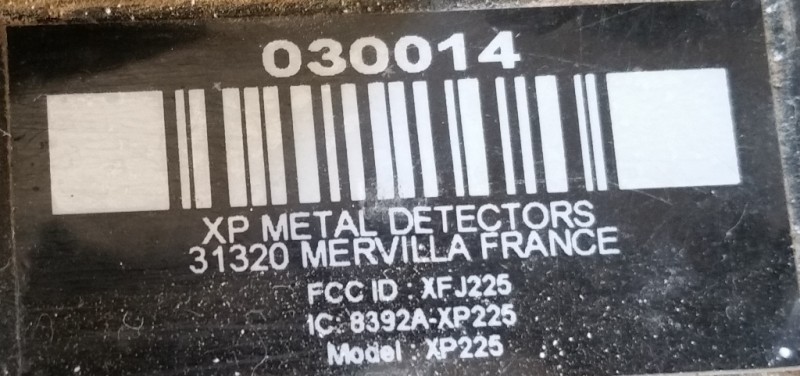 030014
XP METAL DETECTORS
31320 MERVILLA FRANCE
FCC ID : XFJ225
IC: 8392A-XP225
Model : XP225